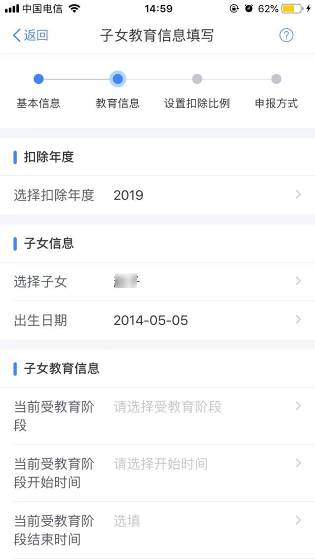 中国电信 14:59 62%
返回 子女教育信息填写 ?
基本信息 教育信息 设置扣除比例 申报方式
扣除年度
选择扣除年度 2019
子女信息
选择子女
出生日期 2014-05-05
子女教育信息
当前受教育阶 请选择受教育阶段
段
当前受教育阶 请选择开始时间
段开始时间
当前受教育阶 选填
段结束时间